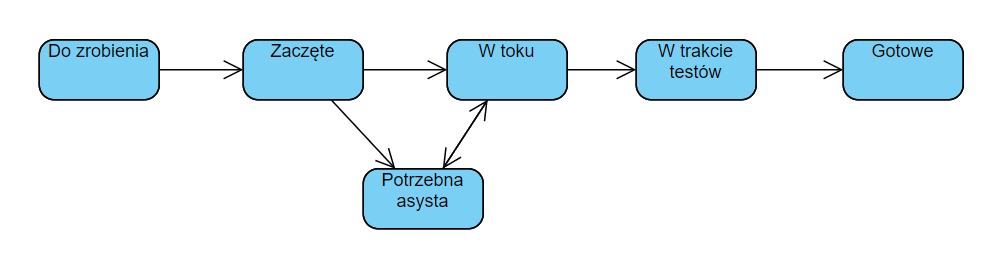 Do zrobienia
Zaczęte
W toku
W trakcie
testów
Gotowe
Potrzebna
asysta